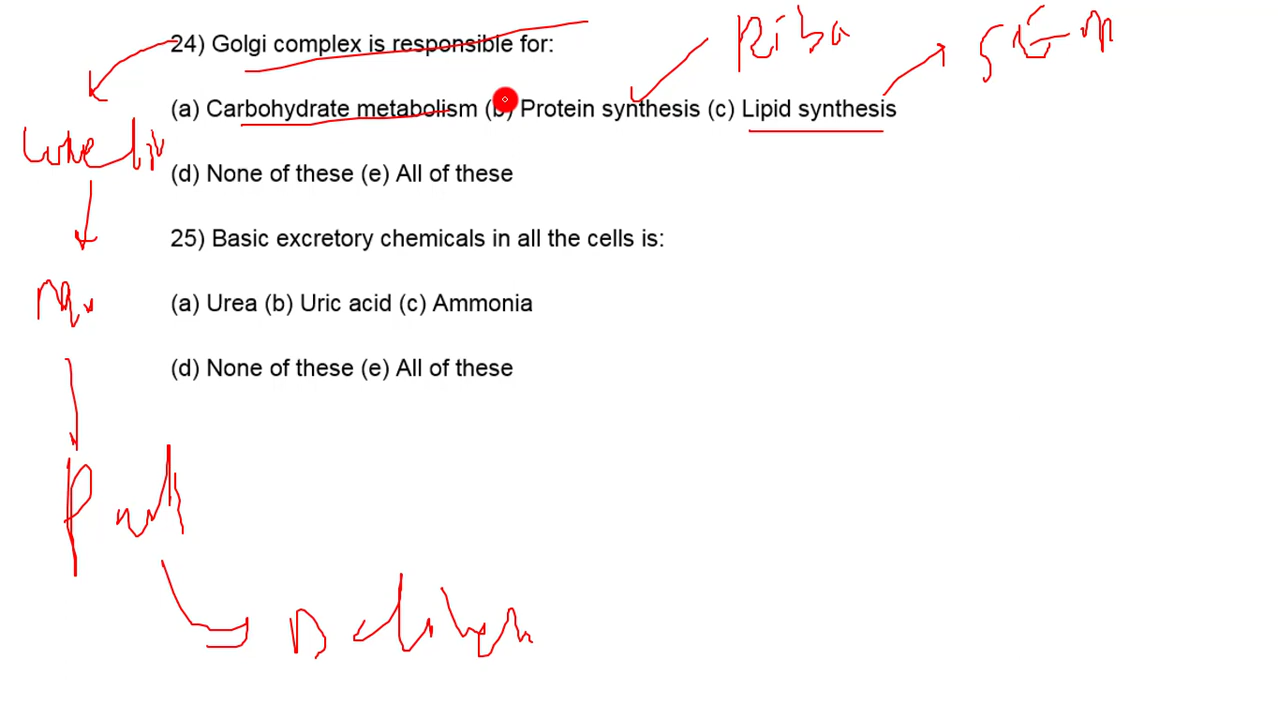 24) Golgi complex is responsible for:
(a) Carbohydrate metabolism (b) Protein synthesis (c) Lipid synthesis
(d) None of these (e) All of these
25) Basic excretory chemicals in all the cells is:
(a) Urea (b) Uric acid (c) Ammonia
(d) None of these (e) All of these